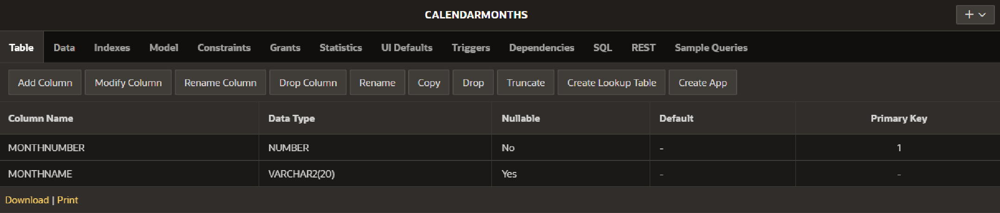 CALENDARMONTHS
Table Data Indexes Model Constraints Grants Statistics UI Defaults Triggers Dependencies SQL REST Sample Queries
Add Column Modify Column Rename Column Drop Column Rename Copy Drop Truncate Create Lookup Table Create App
Column Name Data Type Nullable Default Primary Key
MONTHNUMBER NUMBER No - 1
MONTHNAME VARCHAR2(20) Yes - -
Download | Print